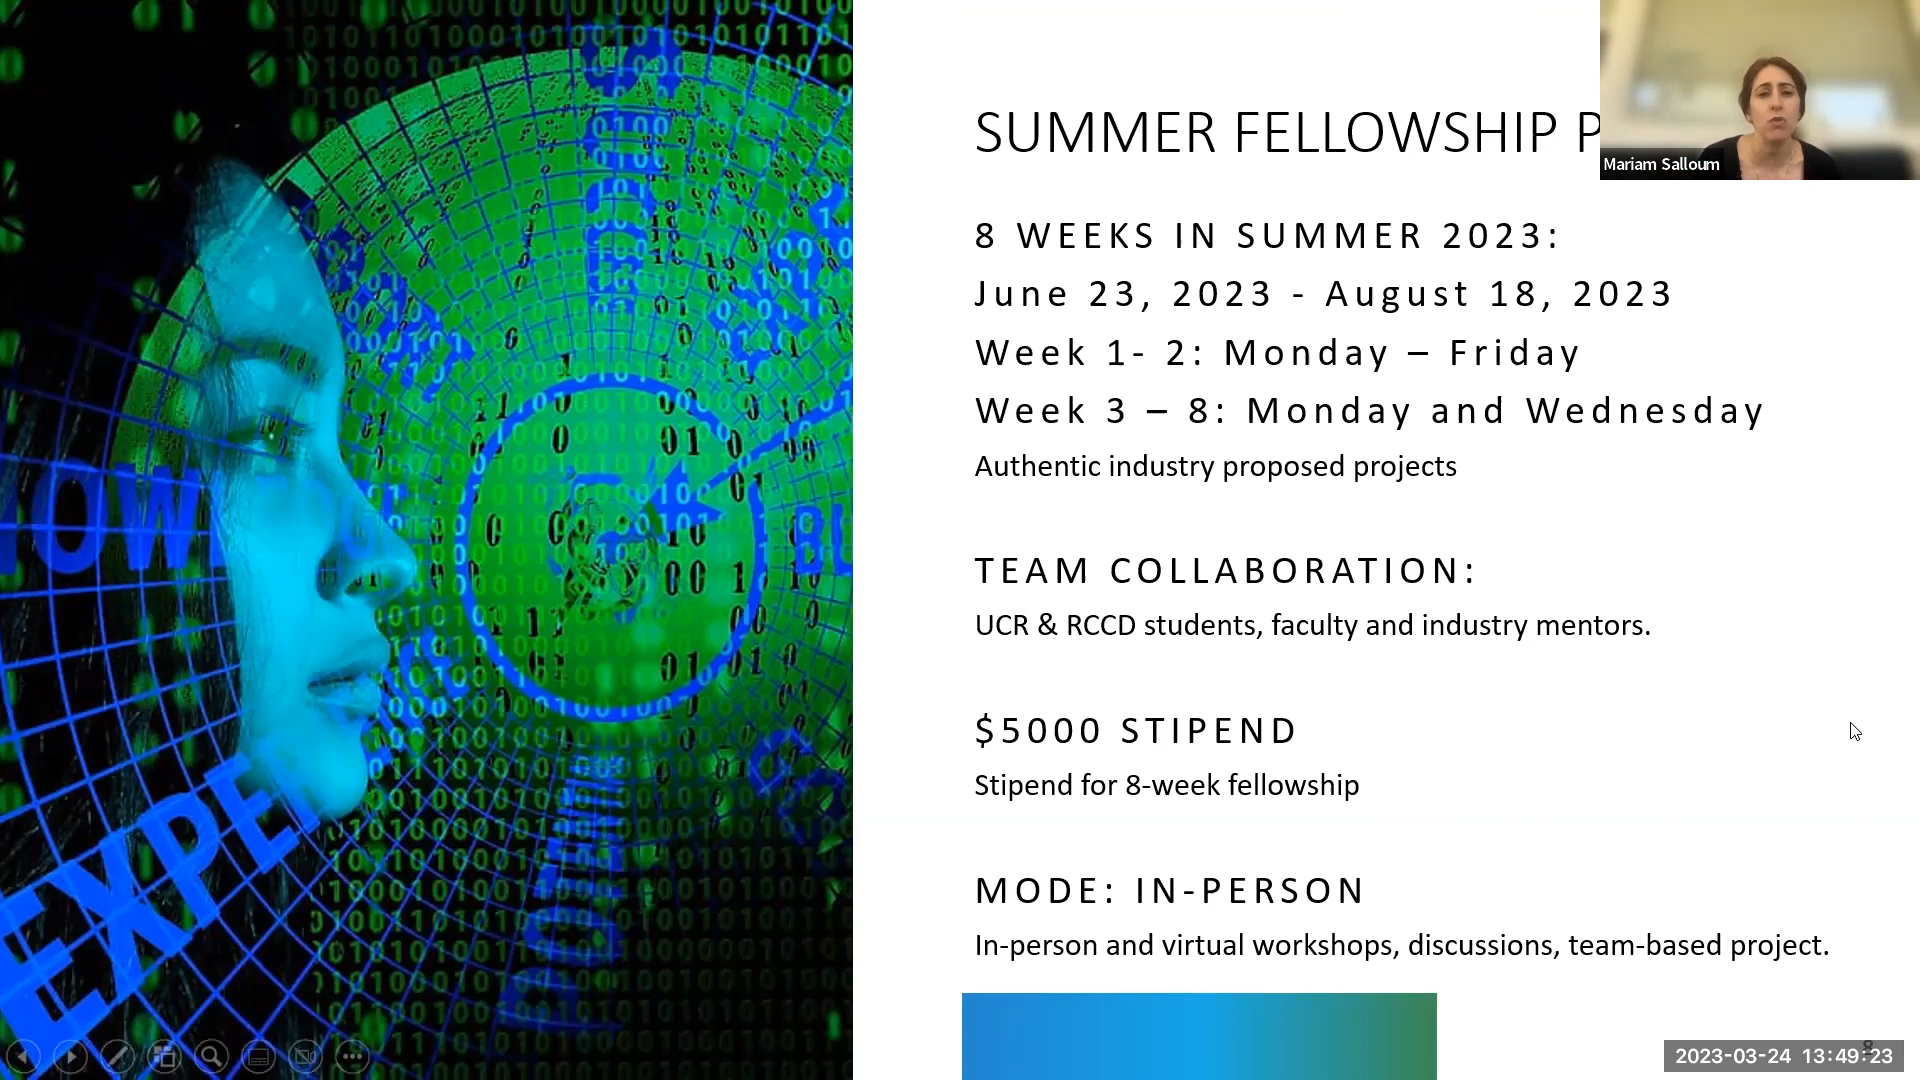 SUMMER FELLOWSHIP P
Mariam Salloum
8 WEEKS IN SUMMER 2023:
June 23, 2023 - August 18, 2023
Week 1- 2: Monday – Friday
Week 3 – 8: Monday and Wednesday
Authentic industry proposed projects
TEAM COLLABORATION:
UCR & RCCD students, faculty and industry mentors.
$5000 STIPEND
Stipend for 8-week fellowship
MODE: IN-PERSON
In-person and virtual workshops, discussions, team-based project.
2023-03-24 13:49:23